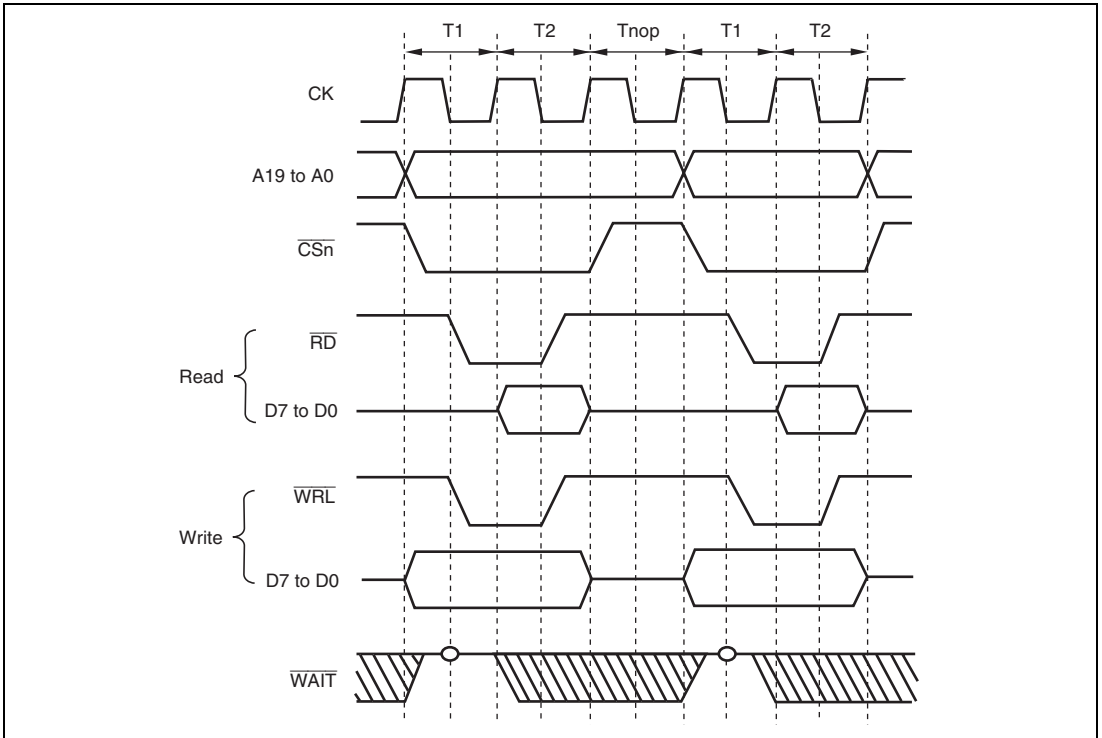 T1 T2 Tnop T1 T2
CK
A19 to A0
CSn
RD
Read
D7 to D0
WRL
Write
D7 to D0
WAIT